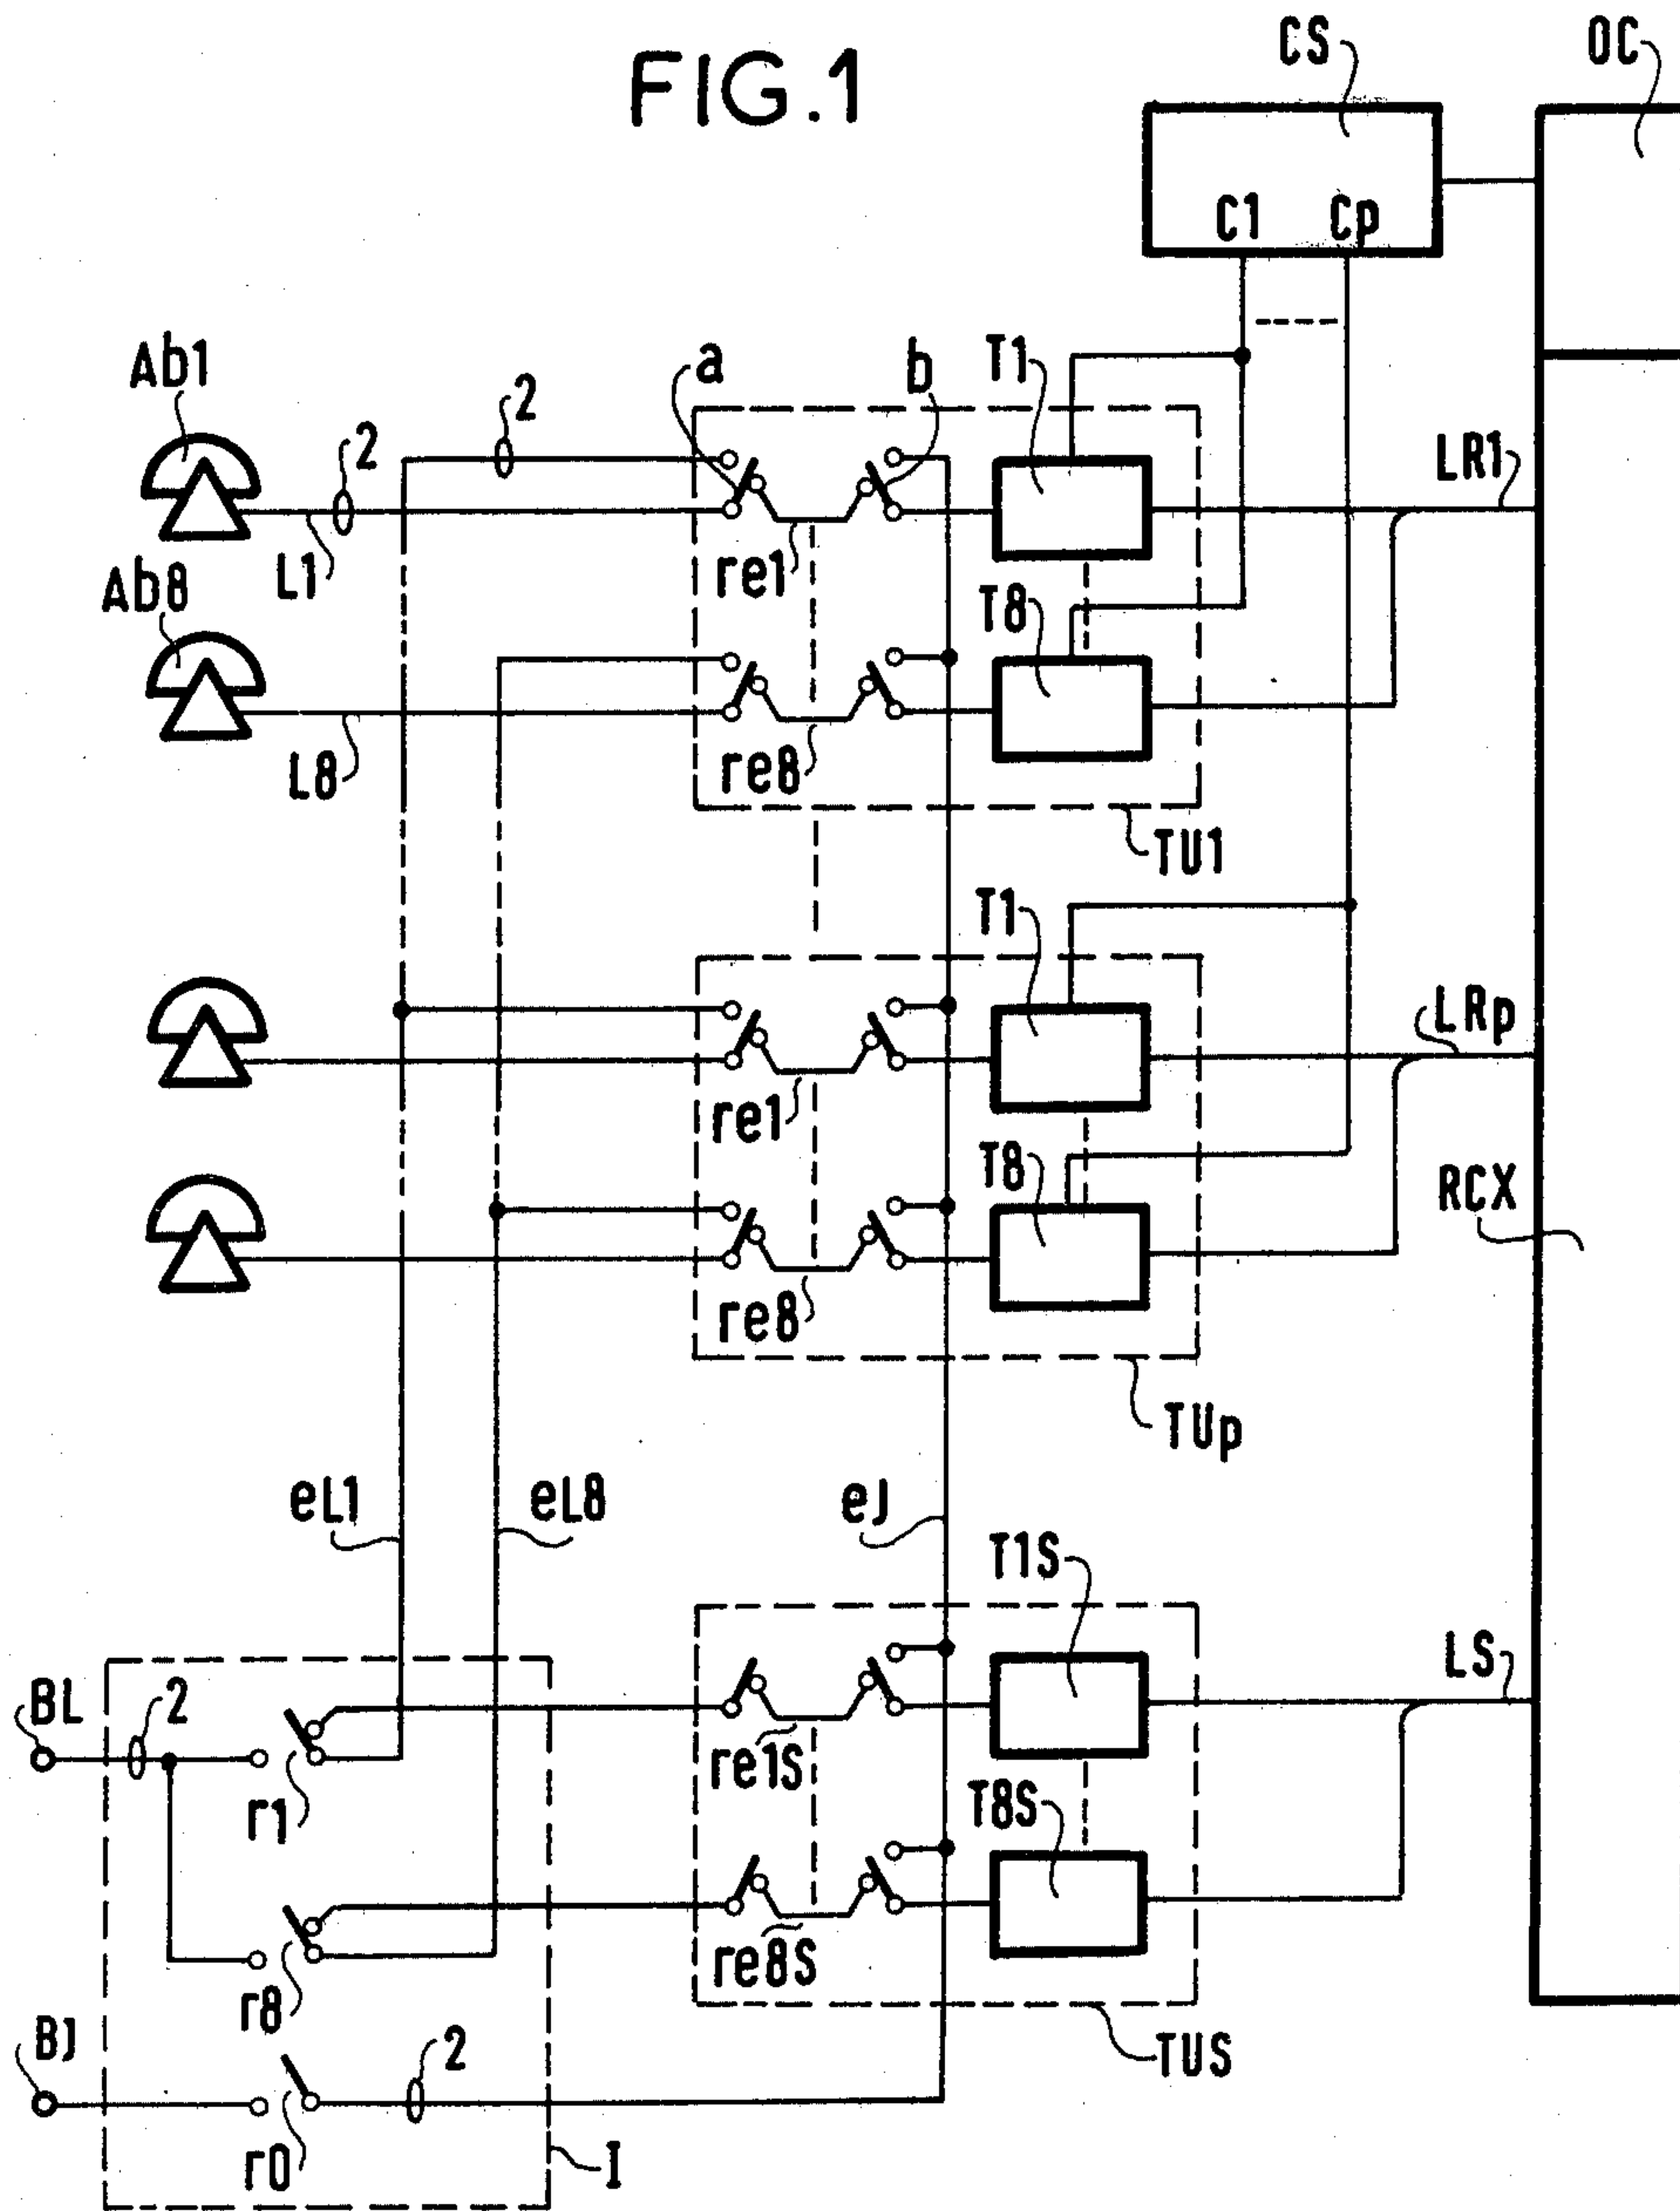 FIG.1
CS
OC
C1 Cp
Ab1
a
b
T1
2
2
LR1
L1
re1
Ab8
T8
L8
re8
TU1
T1
LRp
re1
T8
RCX
re8
TUp
eL1
eL8
eJ
T1S
LS
BL
2
re1S
r1
T8S
re8S
r8
BJ
2
TUS
r0
I